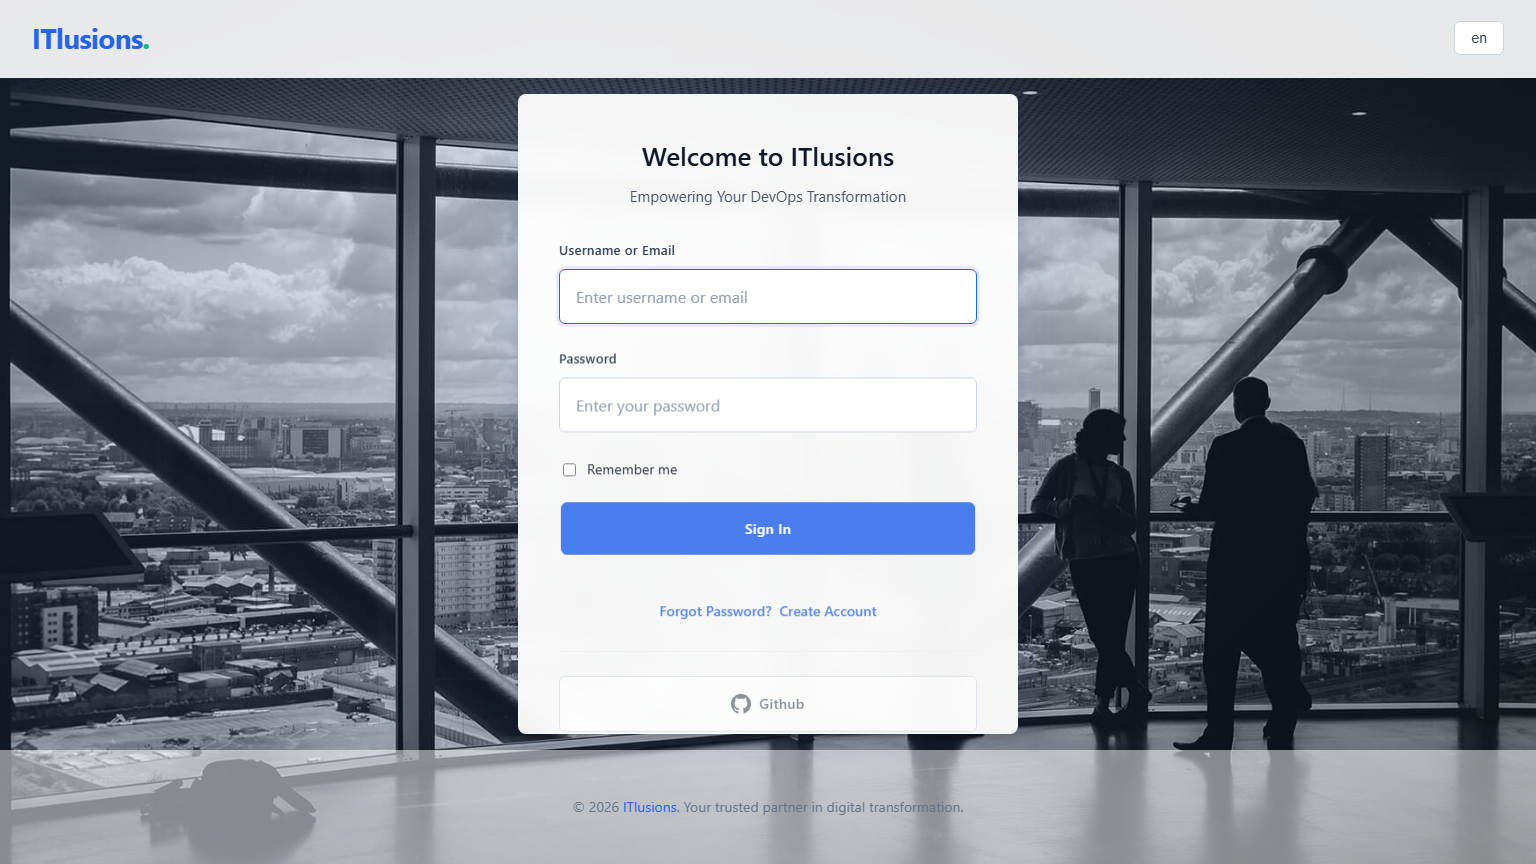 ITlusions.
en
Welcome to ITlusions
Empowering Your DevOps Transformation
Username or Email
Enter username or email
Password
Enter your password
Remember me
Sign In
Forgot Password? Create Account
Github
© 2026 ITlusions. Your trusted partner in digital transformation.